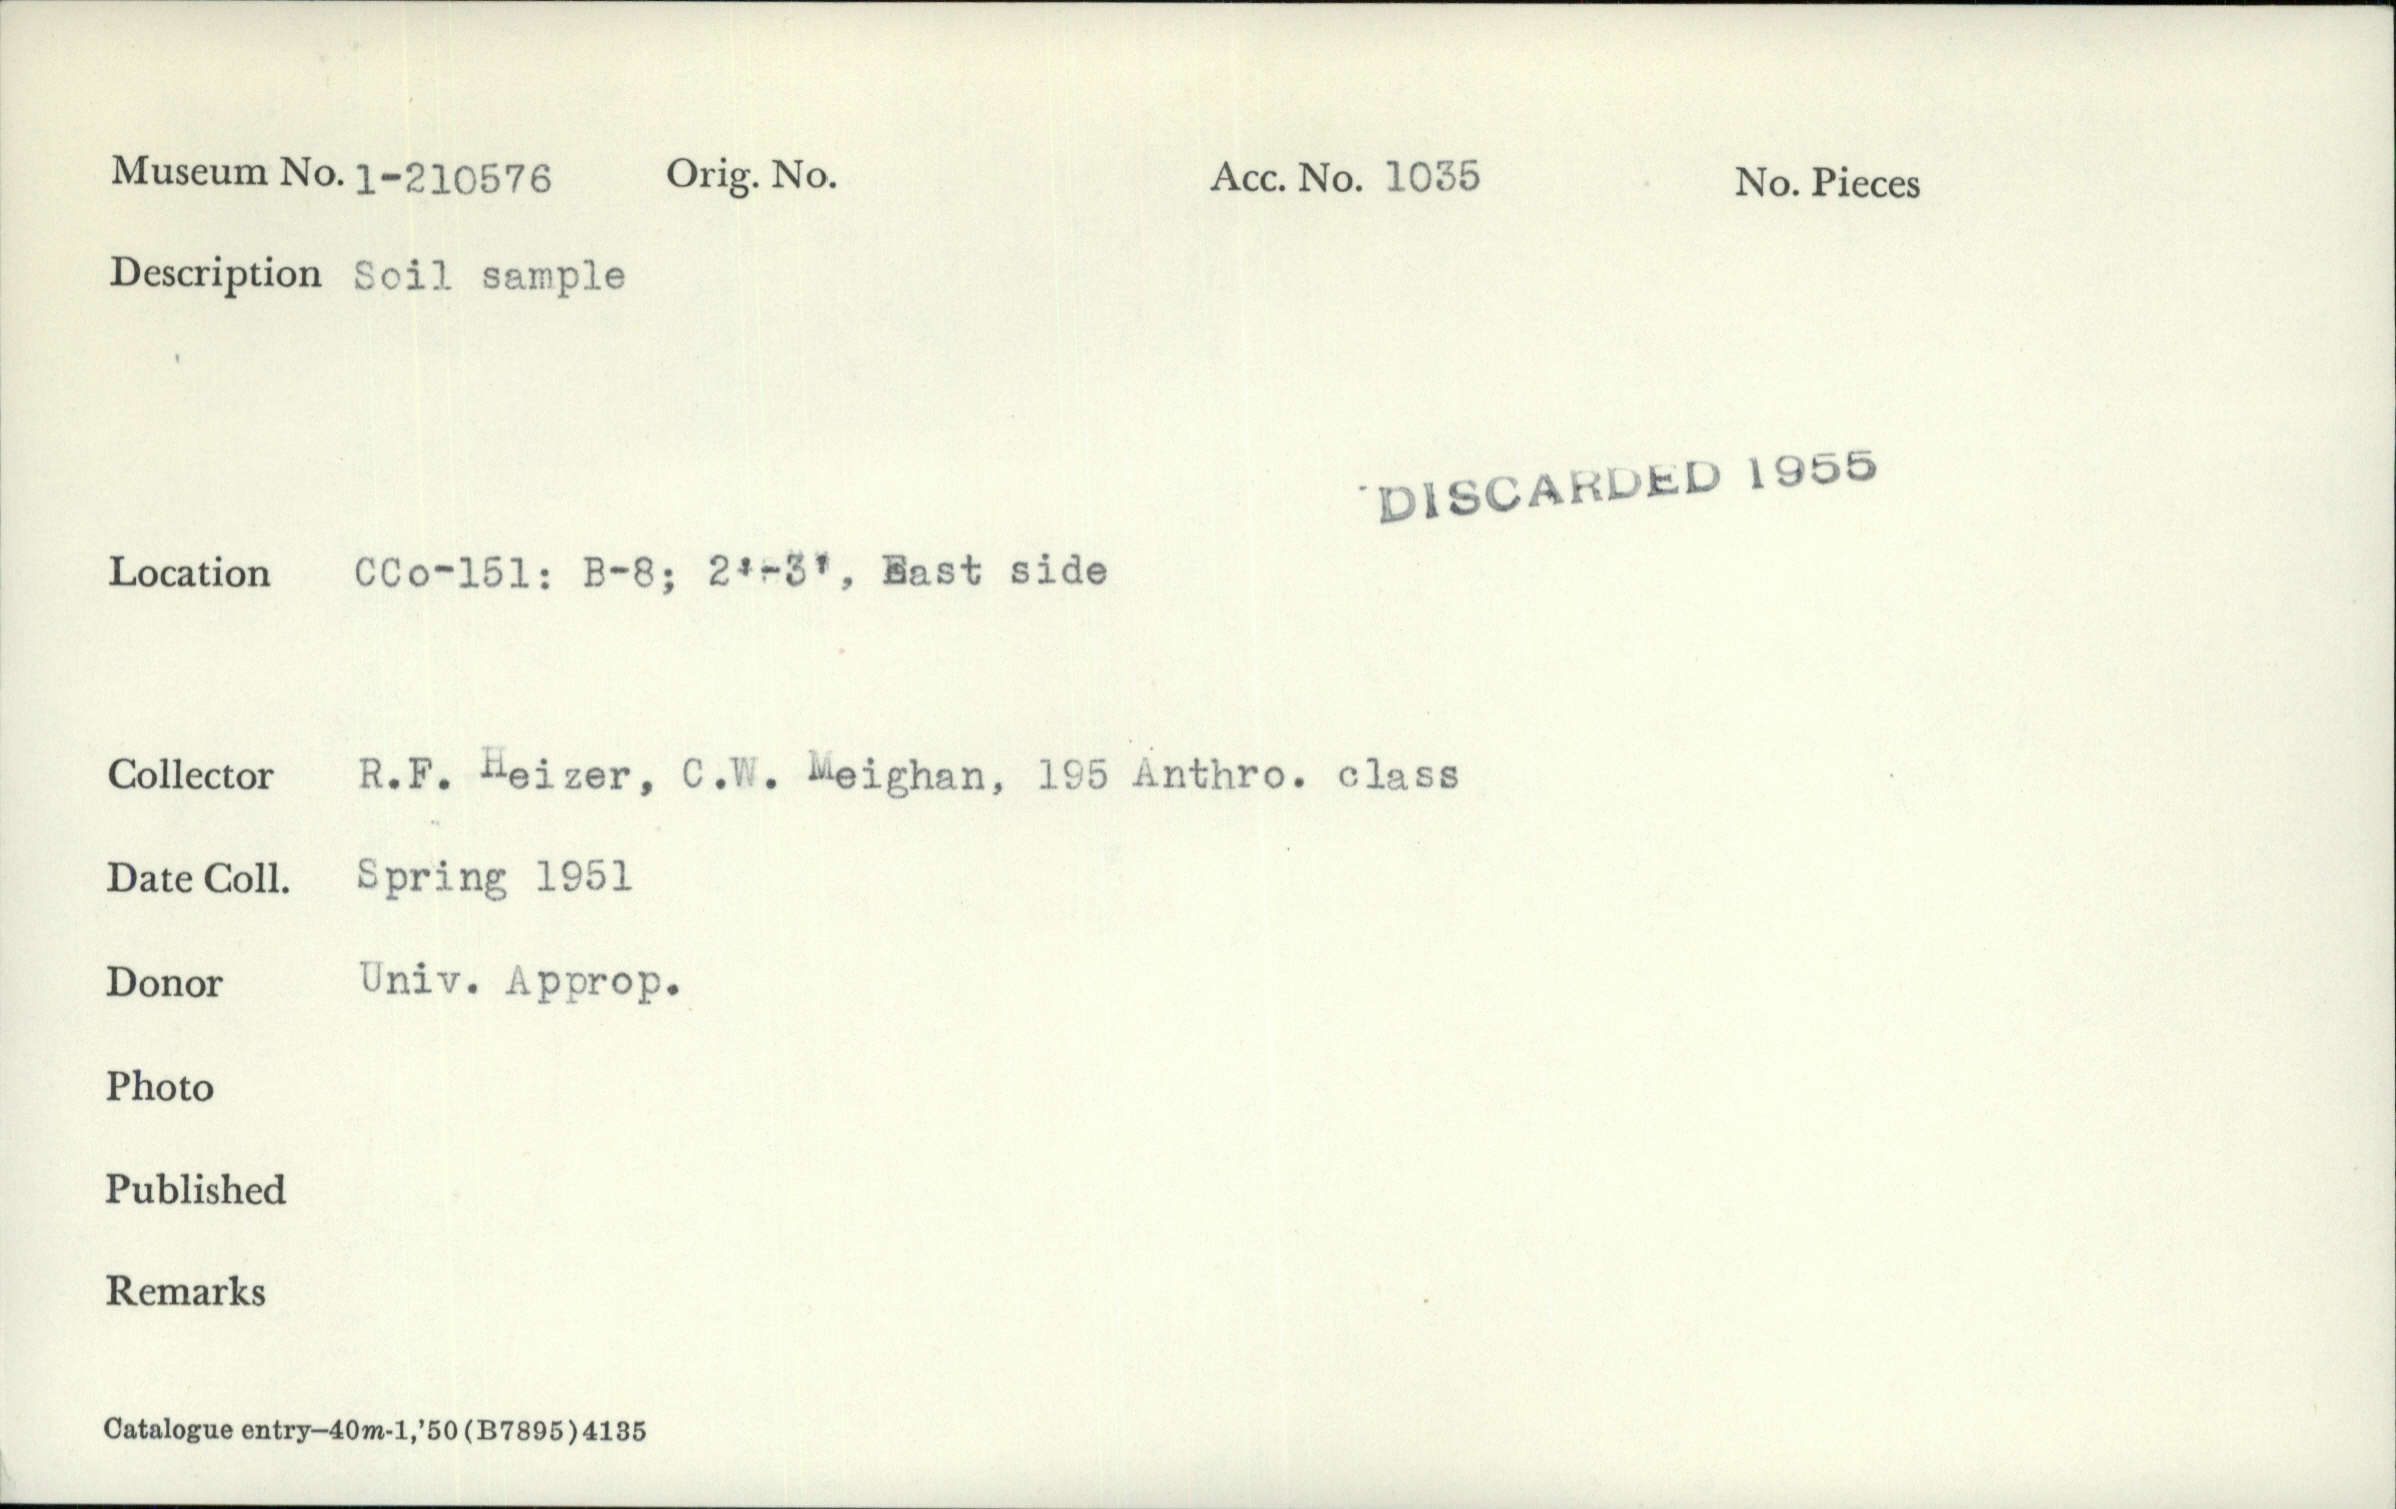 Museum No. 1-210576 Orig. No. Acc. No. 1035 No. Pieces
Description Soil sample
DISCARDED 1955
Location CCo-151: B-8; 2'-3', East side
Collector R.F. Heizer, C.W. Meighan, 195 Anthro. class
Date Coll. Spring 1951
Donor Univ. Approp.
Photo
Published
Remarks
Catalogue entry—40m-1,'50(B7895)4135